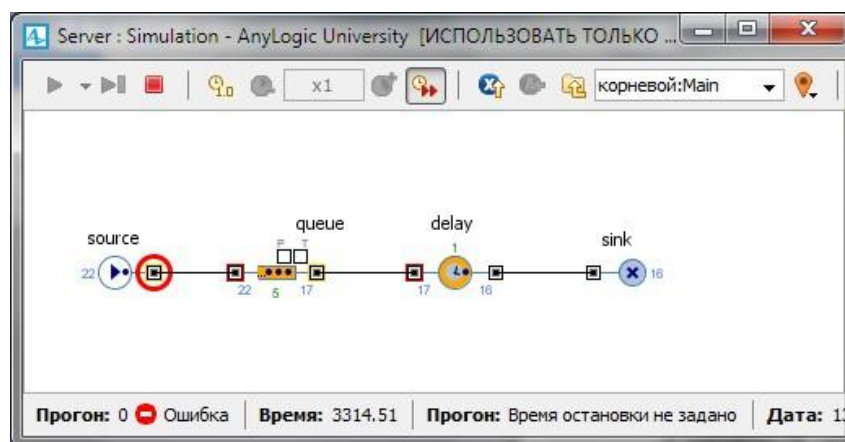 Server : Simulation - AnyLogic University [ИСПОЛЬЗОВАТЬ ТОЛЬКО ...
1.0 x1 корневой:Main
queue delay
source sink
P T 1
22 16
22 5 17 17 16
Прогон: 0 Ошибка Время: 3314.51 Прогон: Время остановки не задано Дата: